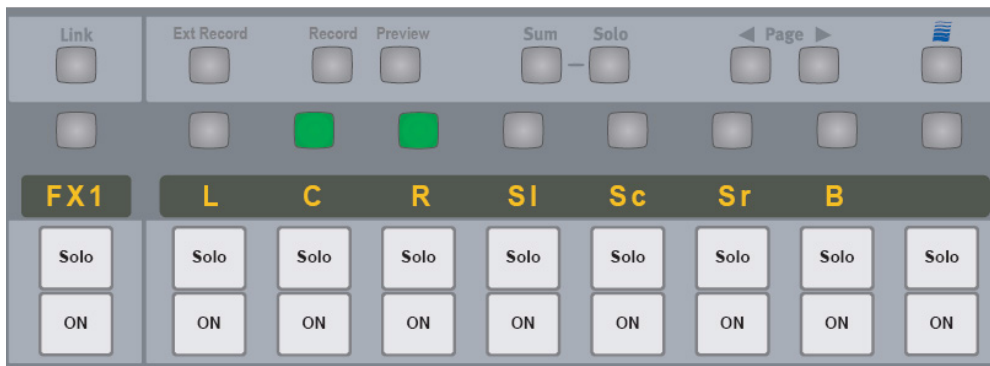 Link Ext Record Record Preview Sum Solo Page
FX1 L C R Sl Sc Sr B
Solo Solo Solo Solo Solo Solo Solo Solo Solo
ON ON ON ON ON ON ON ON ON